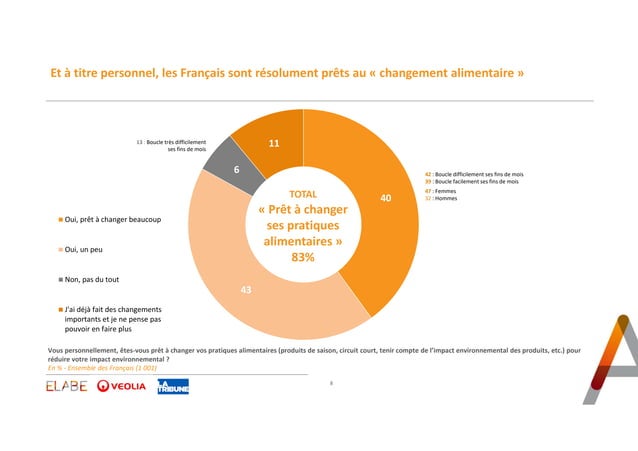 Et à titre personnel, les Français sont résolument prêts au « changement alimentaire »
13 : Boucle très difficilement
ses fins de mois
11
6
40
43
TOTAL
« Prêt à changer
ses pratiques
alimentaires »
83%
42 : Boucle difficilement ses fins de mois
39 : Boucle facilement ses fins de mois
47 : Femmes
32 : Hommes
Oui, prêt à changer beaucoup
Oui, un peu
Non, pas du tout
J'ai déjà fait des changements
importants et je ne pense pas
pouvoir en faire plus
Vous personnellement, êtes-vous prêt à changer vos pratiques alimentaires (produits de saison, circuit court, tenir compte de l'impact environnemental des produits, etc.) pour
réduire votre impact environnemental ?
En % - Ensemble des Français (1 001)
ELABE
VEOLIA
LA
TRIBUNE
8